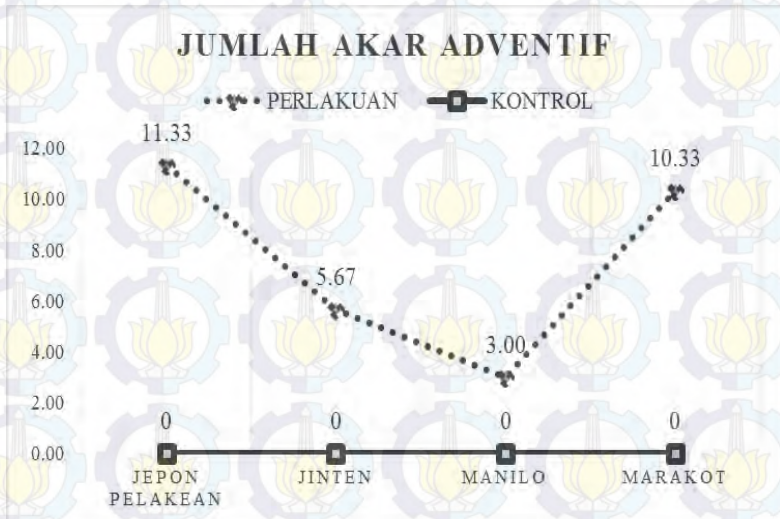 JUMLAH AKAR ADVENTIF
PERLAKUAN KONTROL
11.33
10.33
5.67
3.00
12.00
10.00
8.00
6.00
4.00
2.00
0.00
0 0 0 0
JEPON JINTEN MANILO MARAKOT
PELAKEAN